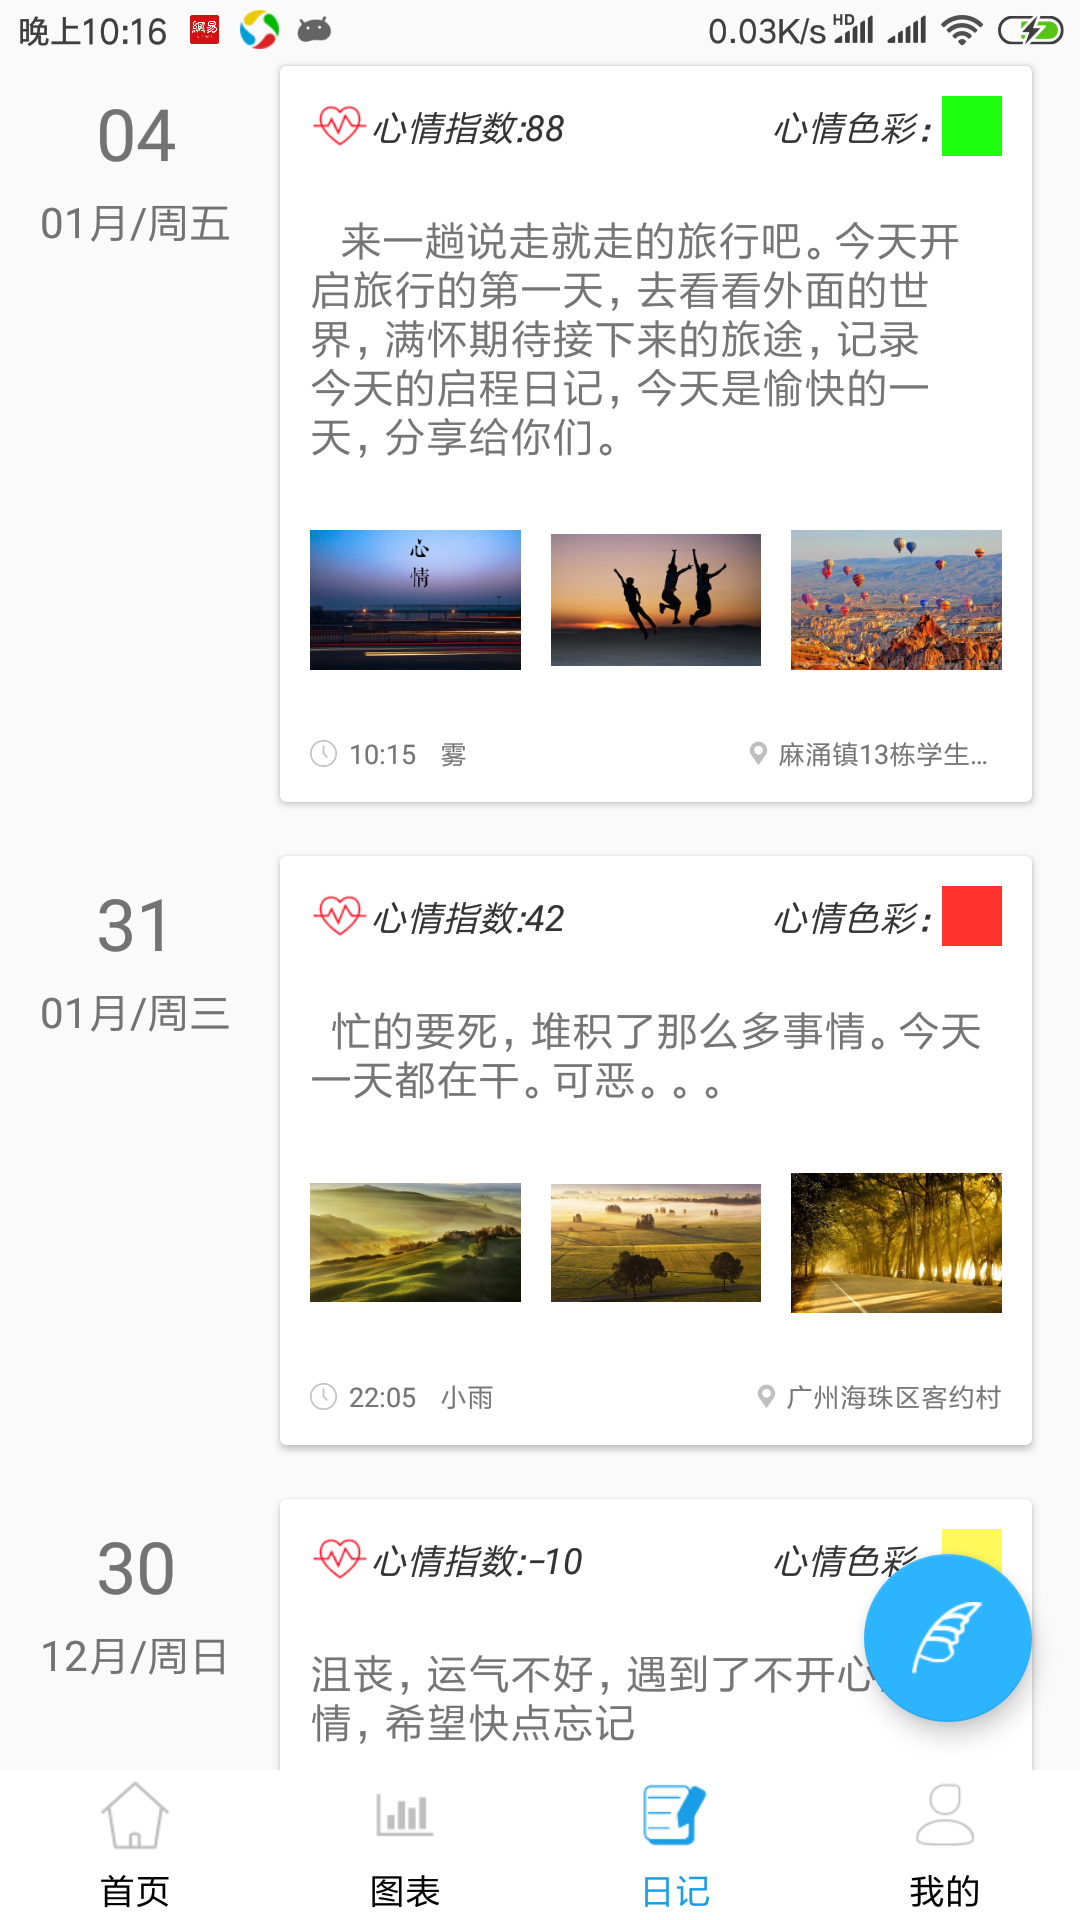 晚上10:16
0.03K/s HD
04
01月/周五
心情指数:88
心情色彩:
来一趟说走就走的旅行吧。今天开
启旅行的第一天,去看看外面的世
界,满怀期待接下来的旅途,记录
今天的启程日记,今天是愉快的一
天,分享给你们。
心
情
10:15 雾
麻涌镇13栋学生...
31
01月/周三
心情指数:42
心情色彩:
忙的要死,堆积了那么多事情。今天
一天都在干。可恶。。。
22:05 小雨
广州海珠区客约村
30
12月/周日
心情指数:-10
心情色彩
沮丧,运气不好,遇到了不开心
情,希望快点忘记
首页
图表
日记
我的